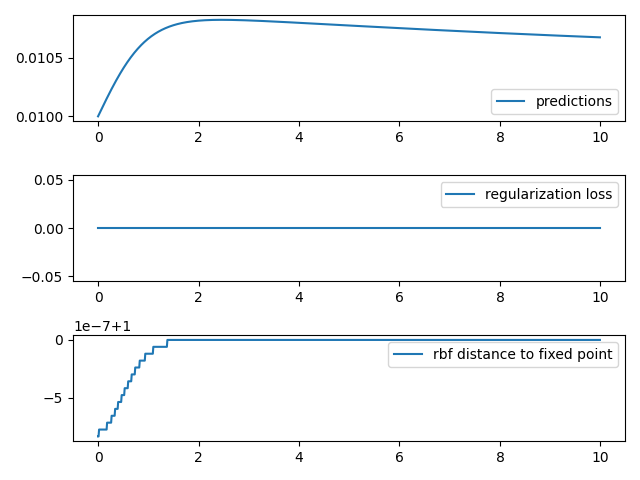 0.0105
0.0100
predictions
0 2 4 6 8 10
0.05
0.00
−0.05
regularization loss
0 2 4 6 8 10
1e−7+1
0
−5
rbf distance to fixed point
0 2 4 6 8 10